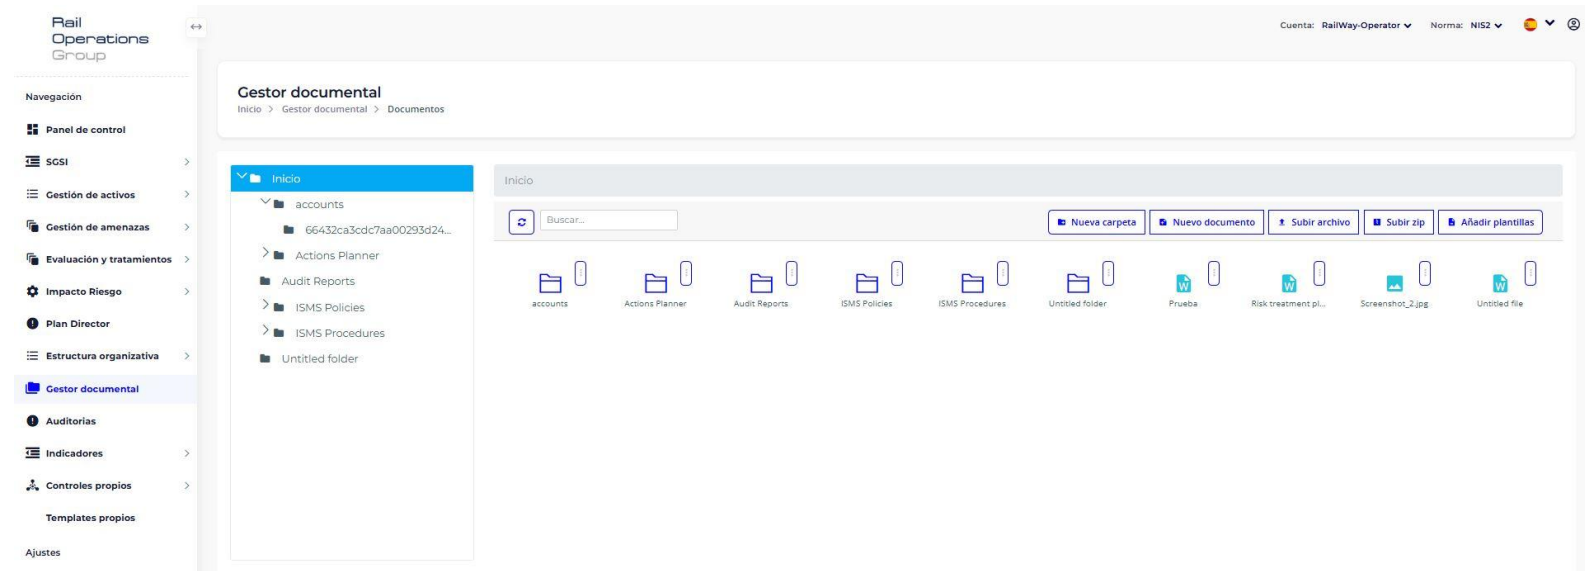 Rail
Operations
Group
Cuenta: RailWay-Operator
Norma: NIS2
Navegación
Panel de control
SGSI
Gestión de activos
Gestión de amenazas
Evaluación y tratamientos
Impacto Riesgo
Plan Director
Estructura organizativa
Gestor documental
Auditorias
Indicadores
Controles propios
Templates propios
Ajustes
Gestor documental
Inicio > Gestor documental > Documentos
Inicio
accounts
66432ca3cdc7aa00293d24...
Actions Planner
Audit Reports
ISMS Policies
ISMS Procedures
Untitled folder
Inicio
Buscar...
Nueva carpeta
Nuevo documento
Subir archivo
Subir zip
Añadir plantillas
accounts
Actions Planner
Audit Reports
ISMS Policies
ISMS Procedures
Untitled folder
Prueba
Risk treatment pl...
Screenshot_2.jpg
Untitled file